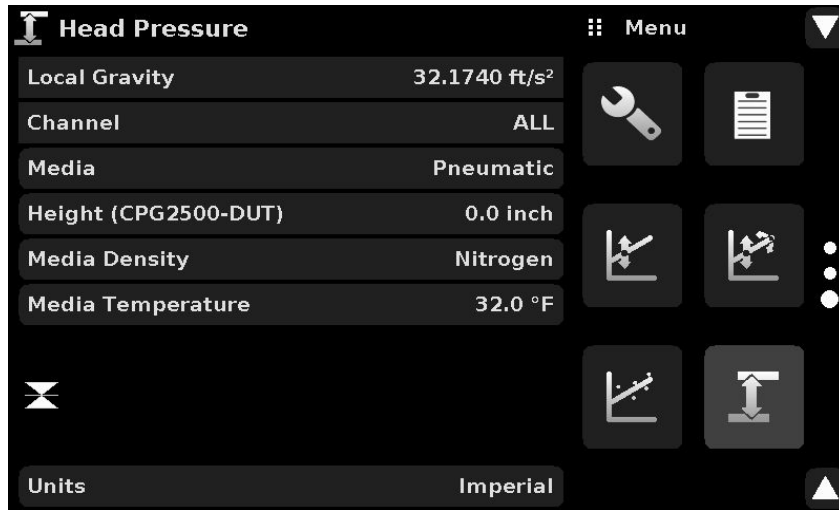 Head Pressure
Menu
Local Gravity 32.1740 ft/s²
Channel ALL
Media Pneumatic
Height (CPG2500-DUT) 0.0 inch
Media Density Nitrogen
Media Temperature 32.0 °F
Units Imperial